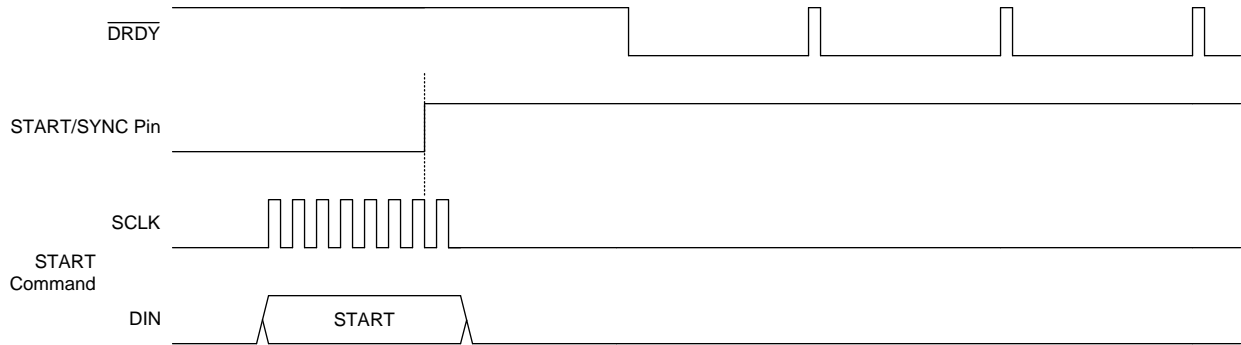 DRDY
START/SYNC Pin
SCLK
START
Command
DIN
START